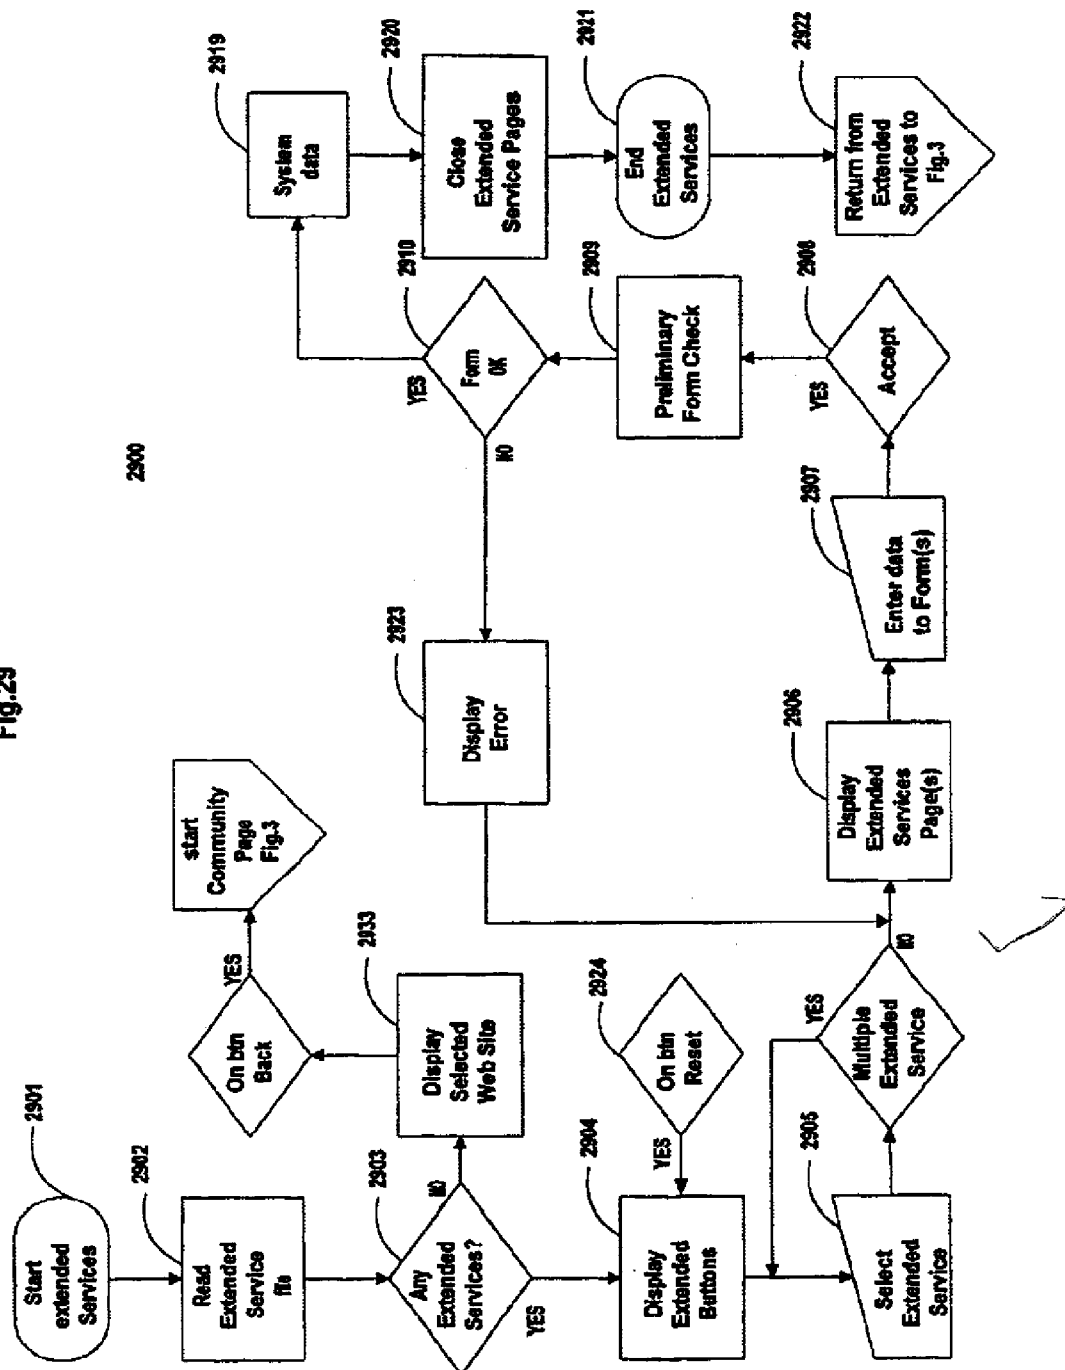 Fig.29
2900
Start
extended
Services
2901
Read
Extended
Service
file
2902
Any
Extended
Services?
2903
NO
YES
Display
Selected
Web Site
2933
On btn
Back
YES
start
Community
Page
Fig.3
Display
Extended
Buttons
2904
YES
On btn
Reset
2924
Select
Extended
Service
2905
Multiple
Extended
Service
YES
NO
Display
Extended
Services
Page(s)
2906
Enter data
to Form(s)
2907
Accept
2908
YES
Preliminary
Form Check
2909
Form
OK
2910
YES
NO
Display
Error
2923
System
data
2919
Close
Extended
Service Pages
2920
End
Extended
Services
2921
Return from
Extended
Services to
Fig.3
2922